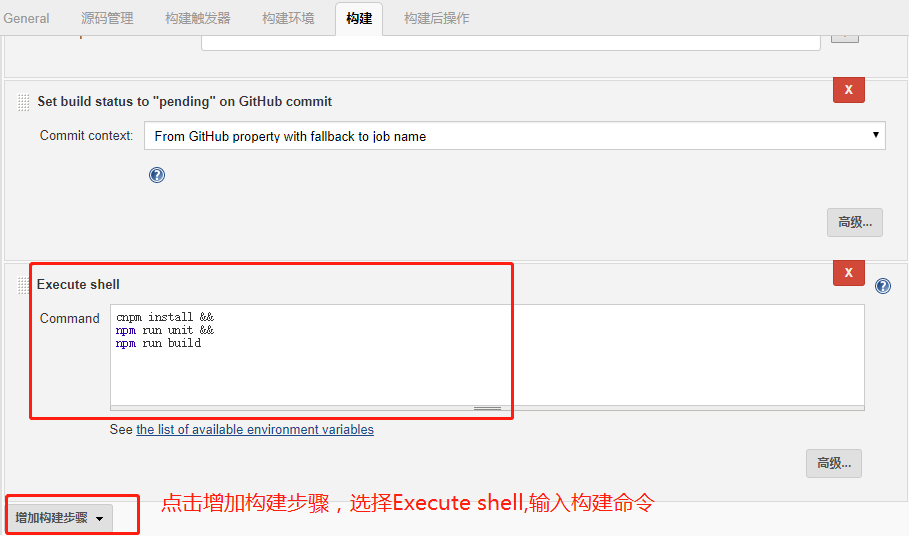 General 源码管理 构建触发器 构建环境 构建 构建后操作
X
Set build status to "pending" on GitHub commit
Commit context: From GitHub property with fallback to job name
?
高级...
X
Execute shell
?
Command
cnpm install &&
npm run unit &&
npm run build
See the list of available environment variables
高级...
增加构建步骤
点击增加构建步骤，选择Execute shell,输入构建命令